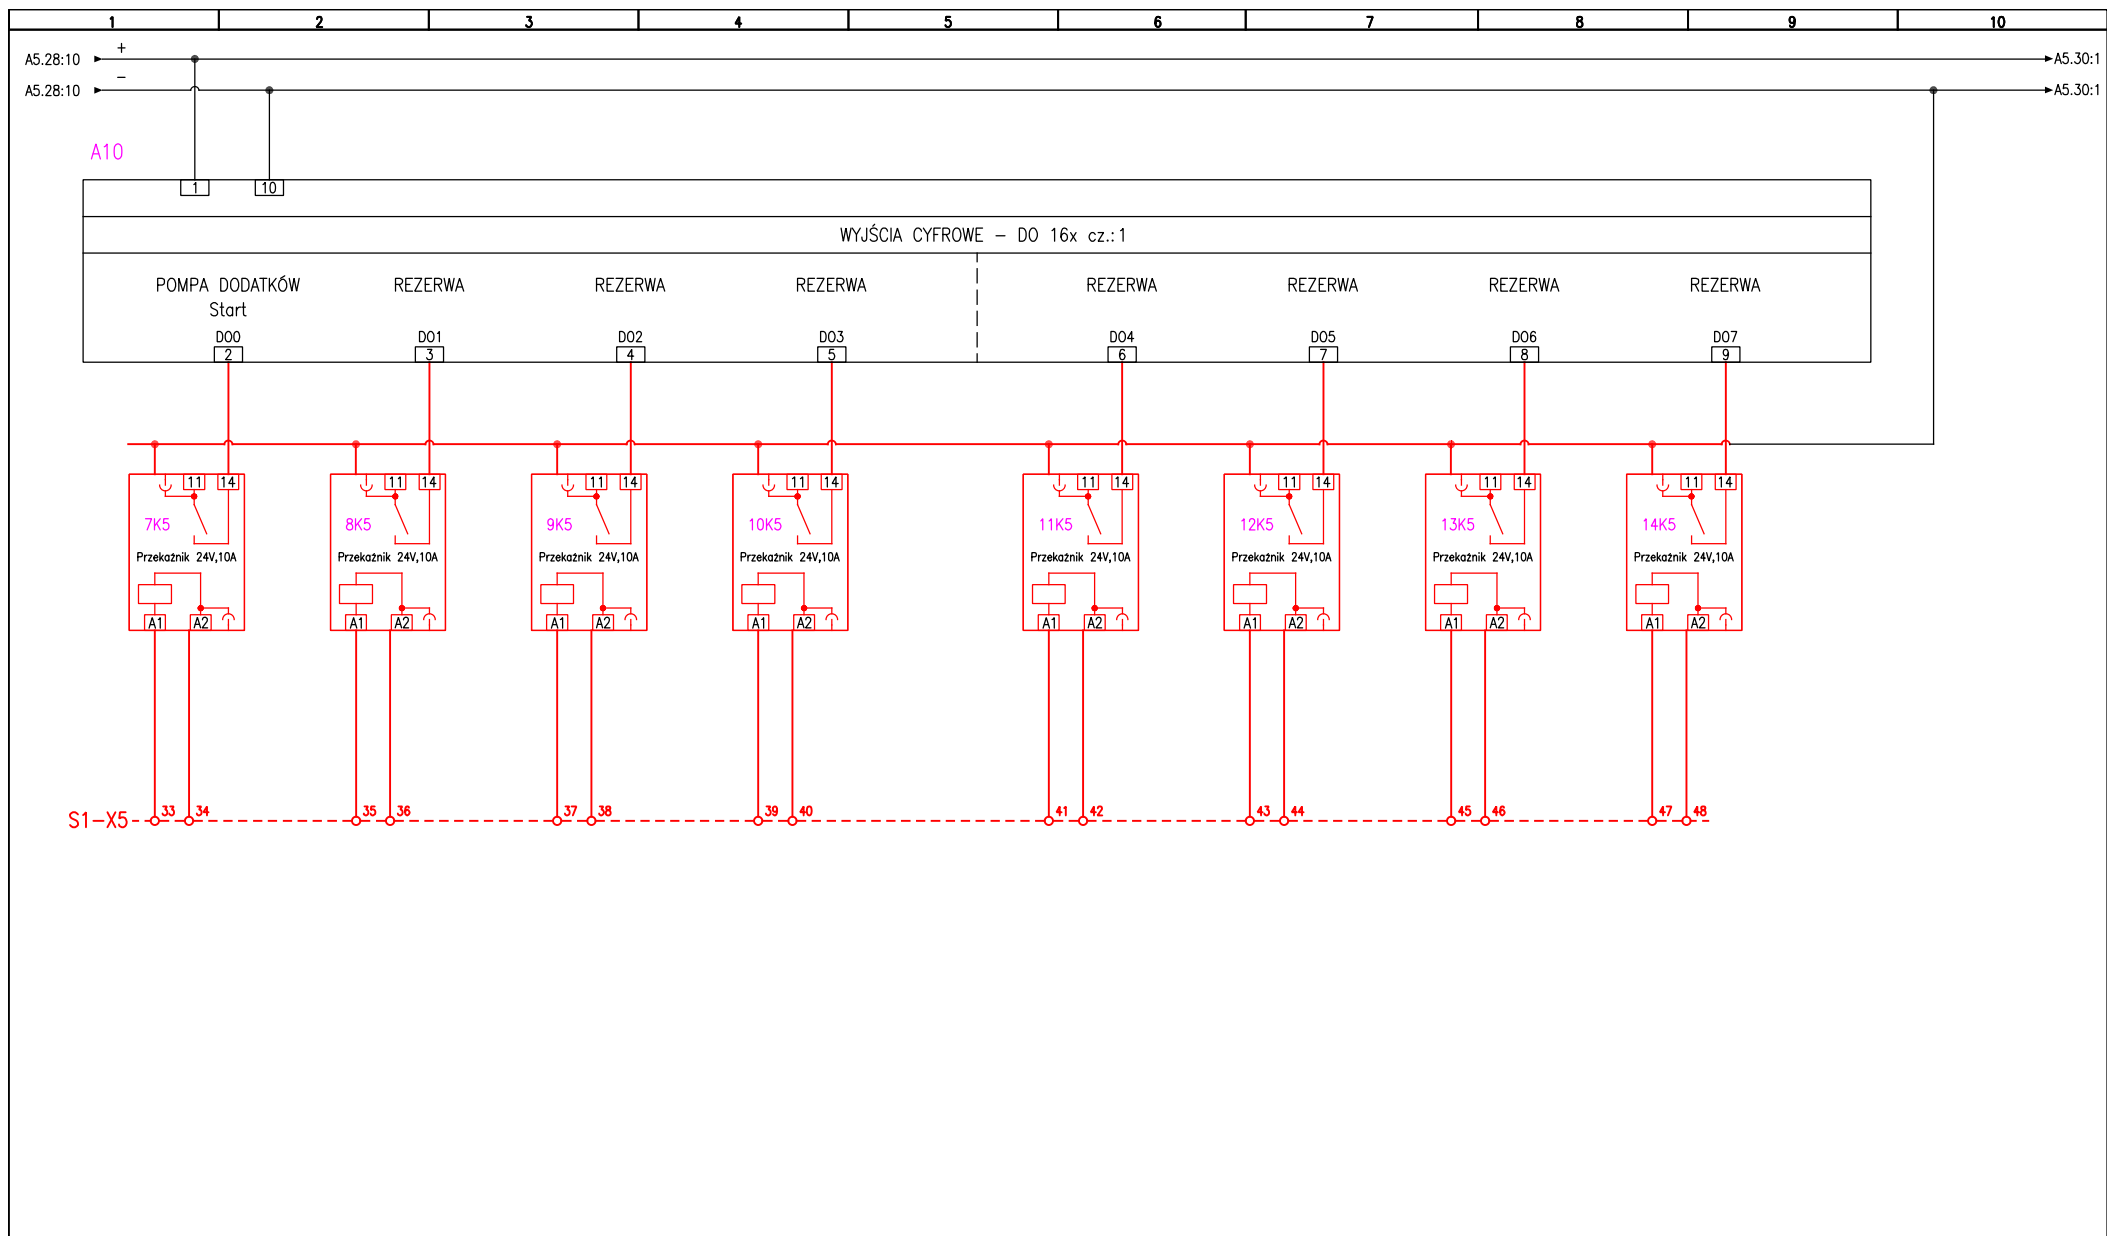 1 2 3 4 5 6 7 8 9 10
+
A5.28:10 A5.30:1
−
A5.28:10 A5.30:1
A10
1 10
WYJŚCIA CYFROWE − DO 16x cz.:1
POMPA DODATKÓW REZERWA REZERWA REZERWA REZERWA REZERWA REZERWA REZERWA
Start
DO0 DO1 DO2 DO3 DO4 DO5 DO6 DO7
2 3 4 5 6 7 8 9
11 14 11 14 11 14 11 14 11 14 11 14 11 14 11 14
7K5 8K5 9K5 10K5 11K5 12K5 13K5 14K5
Przekaźnik 24V,10A Przekaźnik 24V,10A Przekaźnik 24V,10A Przekaźnik 24V,10A Przekaźnik 24V,10A Przekaźnik 24V,10A Przekaźnik 24V,10A Przekaźnik 24V,10A
A1 A2 A1 A2 A1 A2 A1 A2 A1 A2 A1 A2 A1 A2 A1 A2
S1−X5 33 34 35 36 37 38 39 40 41 42 43 44 45 46 47 48